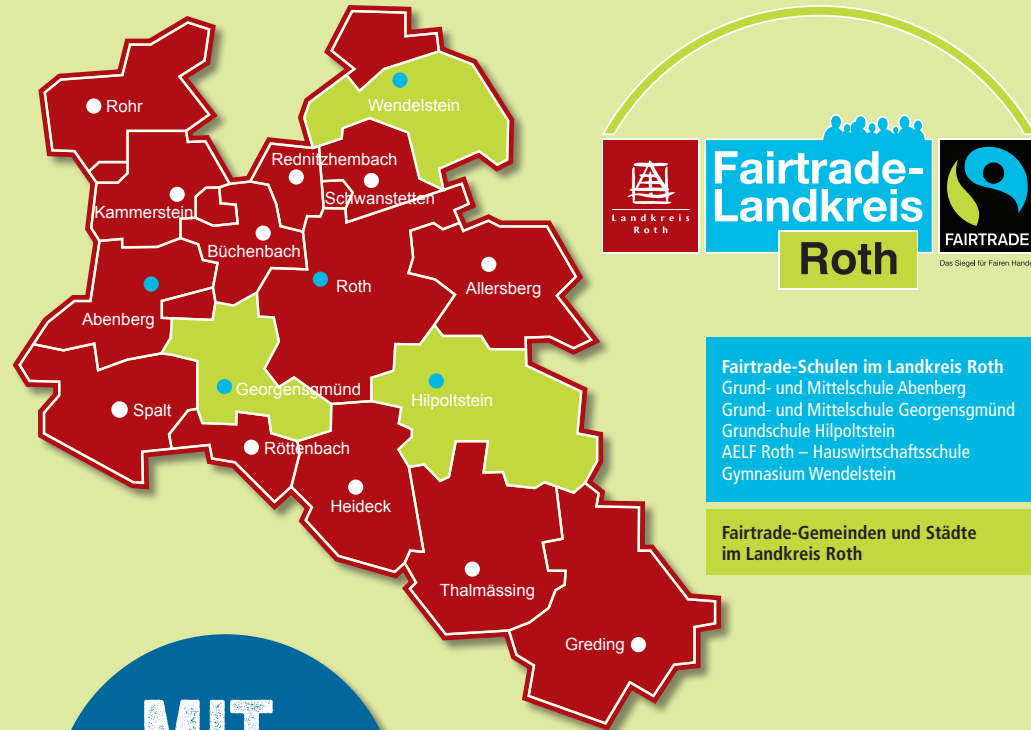 Rohr
Wendelstein
Rednitzhembach
Schwanstetten
Kammerstein
Büchenbach
Roth
Allersberg
Abenberg
Georgensgmünd
Hilpoltstein
Spalt
Röttenbach
Heideck
Thalmässing
Greding
Landkreis
Roth
Fairtrade-
Landkreis
Roth
FAIRTRADE
Das Siegel für Fairen Hande
Fairtrade-Schulen im Landkreis Roth
Grund- und Mittelschule Abenberg
Grund- und Mittelschule Georgensgmünd
Grundschule Hilpoltstein
AELF Roth – Hauswirtschaftsschule
Gymnasium Wendelstein
Fairtrade-Gemeinden und Städte
im Landkreis Roth
MIT